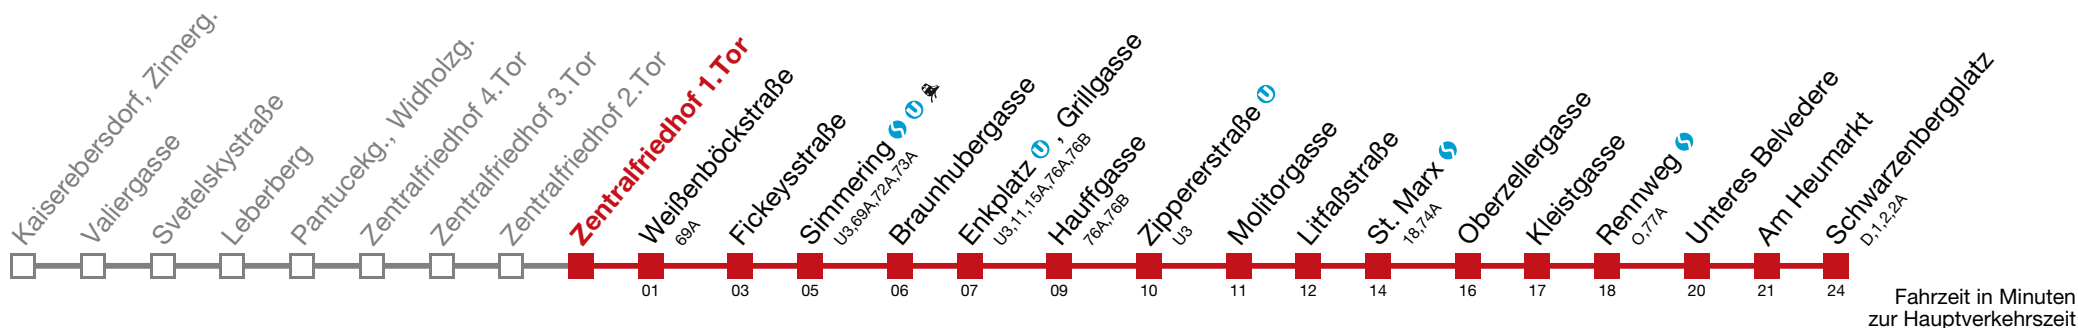 Kaiserebersdorf, Zinnerg.
Valiergasse
Svetelskystraße
Leberberg
Pantucekg., Widholzg.
Zentralfriedhof 4.Tor
Zentralfriedhof 3.Tor
Zentralfriedhof 2.Tor
Zentralfriedhof 1.Tor
Weißenböckstraße
69A
01
Fickeysstraße
03
Simmering S U
U3,69A,72A,73A
05
Braunhubergasse
06
Enkplatz U , Grillgasse
U3,11,15A,76A,76B
07
Hauffgasse
76A,76B
09
Zippererstraße U
U3
10
Molitorgasse
11
Litfaßstraße
12
St. Marx S
18,74A
14
Oberzellergasse
16
Kleistgasse
17
Rennweg S
O,77A
18
Unteres Belvedere
20
Am Heumarkt
21
Schwarzenbergplatz
D,1,2,2A
24
Fahrzeit in Minuten
zur Hauptverkehrszeit